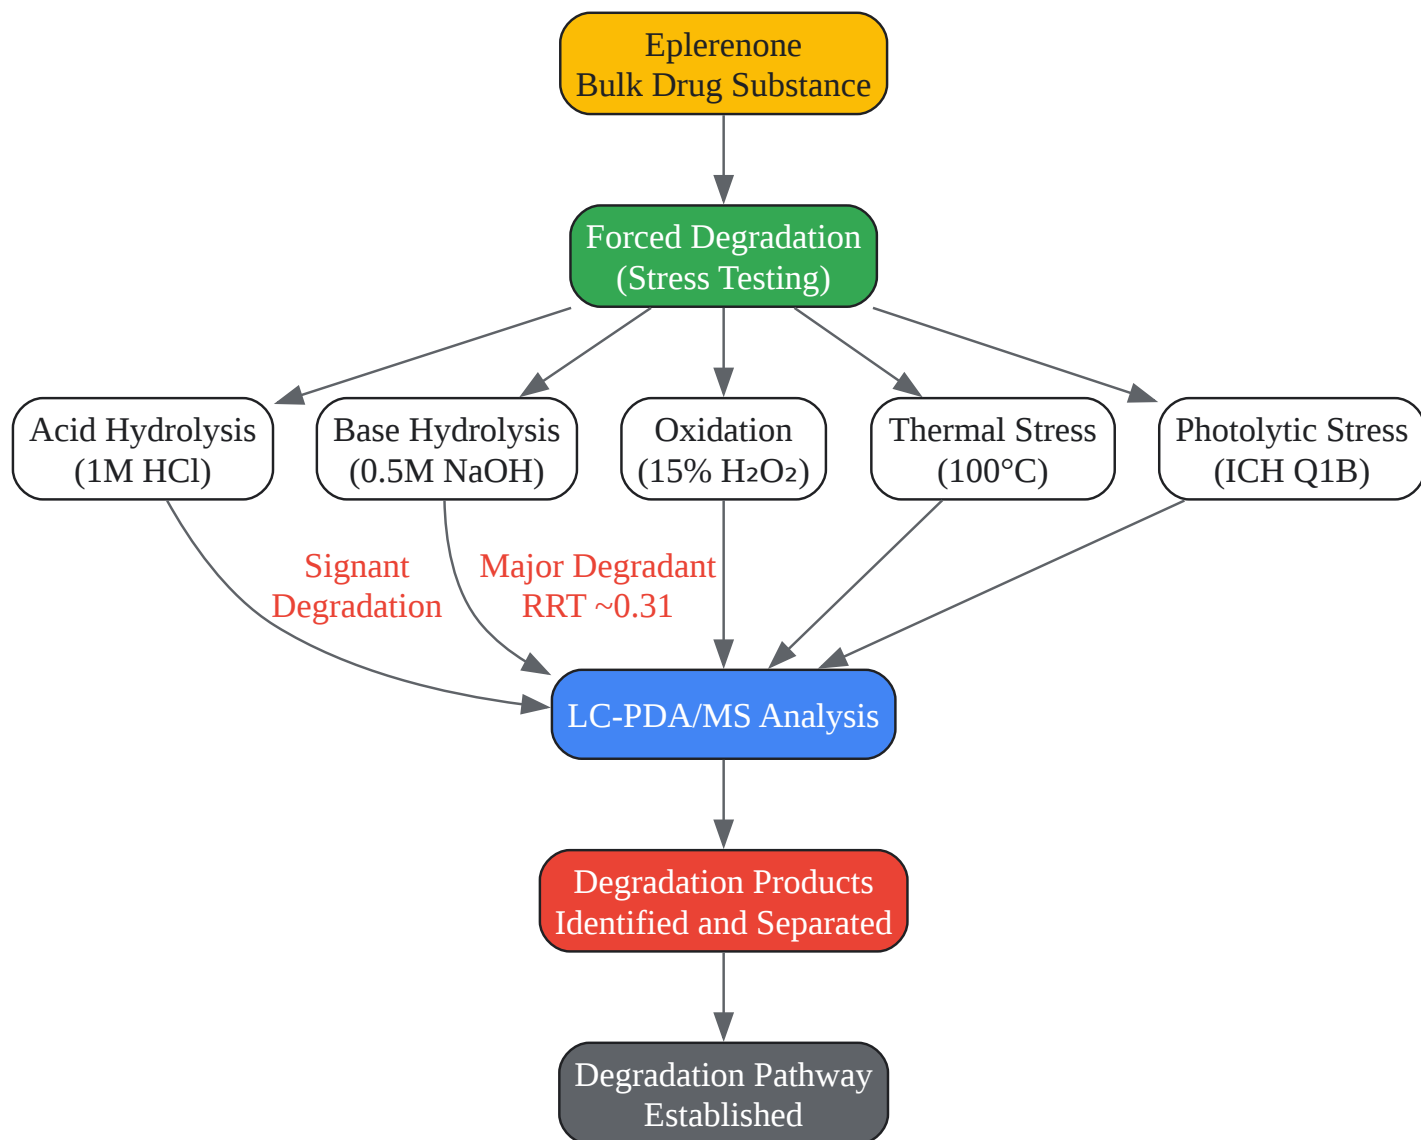 Eplerenone
Bulk Drug Substance
Forced Degradation
(Stress Testing)
Acid Hydrolysis
(1M HCl)
Base Hydrolysis
(0.5M NaOH)
Oxidation
(15% H₂O₂)
Thermal Stress
(100°C)
Photolytic Stress
(ICH Q1B)
Signant
Degradation
Major Degradant
RRT ~0.31
LC-PDA/MS Analysis
Degradation Products
Identified and Separated
Degradation Pathway
Established